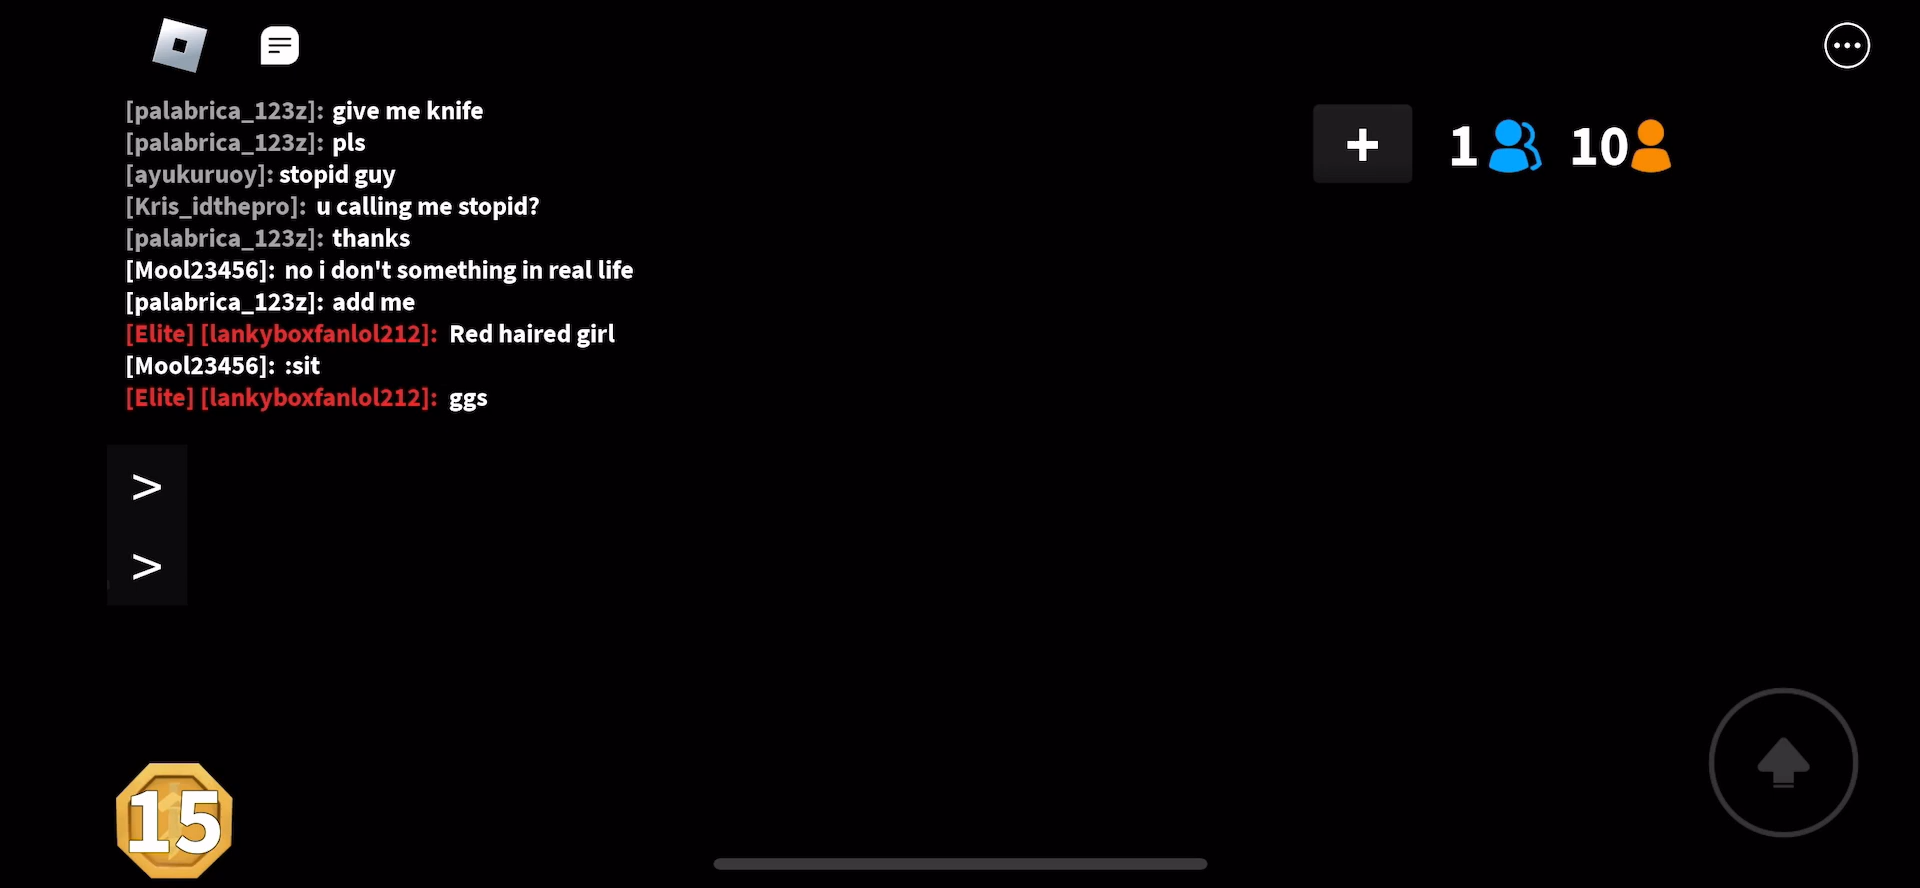 [palabrica_123z]: give me knife
[palabrica_123z]: pls
[ayukuruoy]: stopid guy
[Kris_idthepro]: u calling me stopid?
[palabrica_123z]: thanks
[Mool23456]: no i don't something in real life
[palabrica_123z]: add me
[Elite] [lankyboxfanlol212]: Red haired girl
[Mool23456]: :sit
[Elite] [lankyboxfanlol212]: ggs
+ 1 10
>
>
15